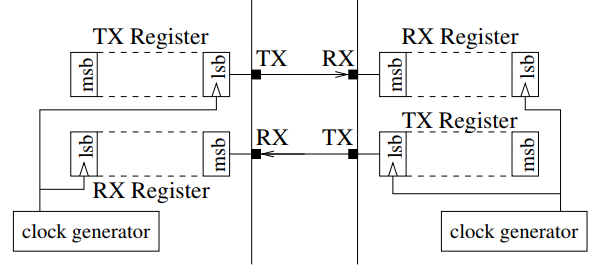 TX Register
RX Register
msb
lsb
TX
RX
msb
lsb
TX Register
lsb
msb
RX
TX
lsb
msb
RX Register
clock generator
clock generator